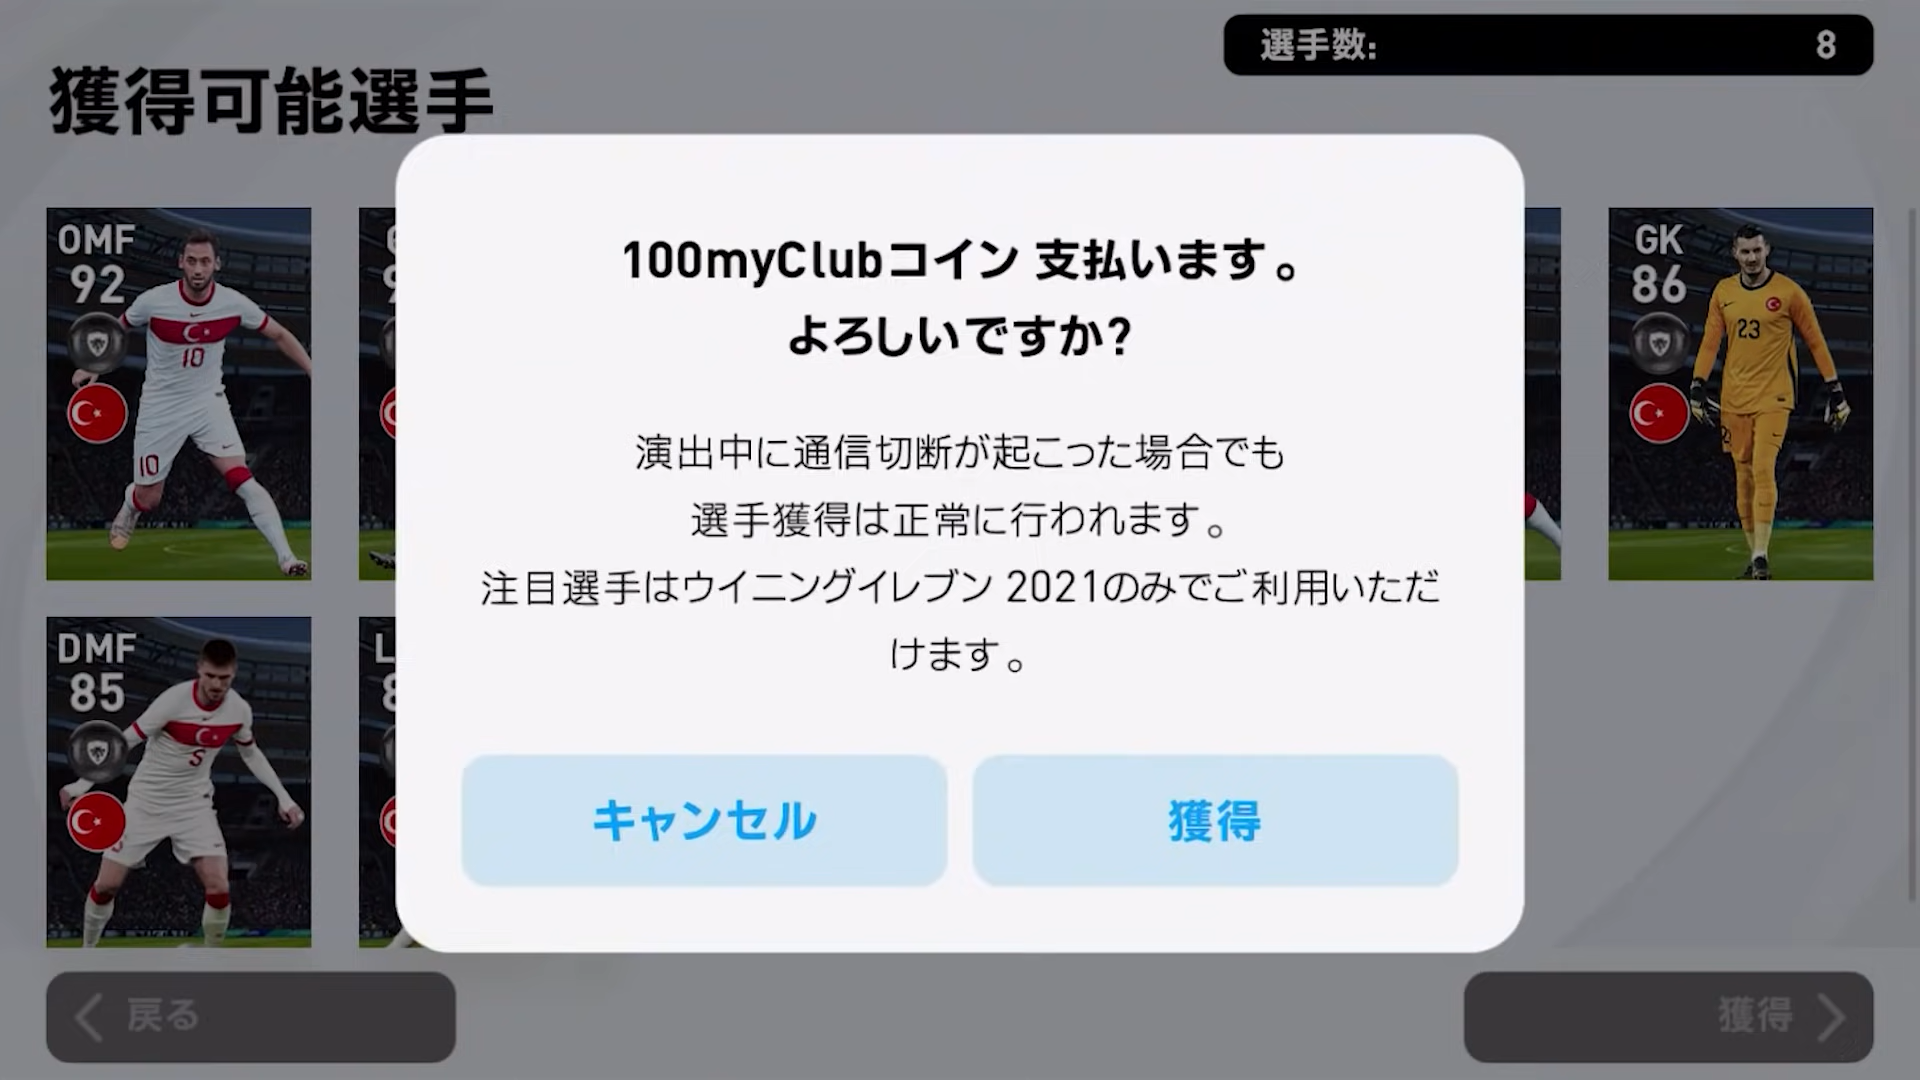 獲得可能選手
選手数: 8
OMF
92
10
10
GK
86
23
100myClubコイン 支払います。
よろしいですか?
演出中に通信切断が起こった場合でも
選手獲得は正常に行われます。
注目選手はウイニングイレブン 2021のみでご利用いただ
けます。
キャンセル
獲得
DMF
85
5
戻る
獲得